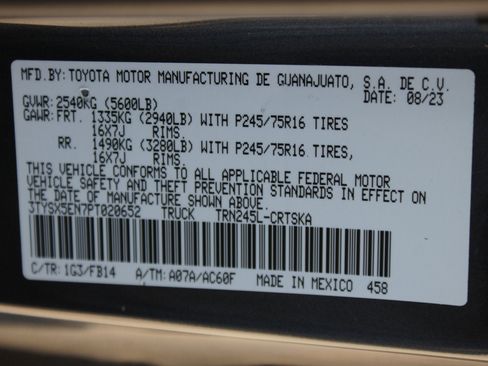 MFD.BY:TOYOTA MOTOR MANUFACTURING DE GUANAJUATO, S.A. DE C.V.
DATE: 08/23
GVWR:2540KG (5600LB)
GAWR:FRT. 1335KG (2940LB) WITH P245/75R16 TIRES
16X7J RIMS.
RR. 1490KG (3280LB) WITH P245/75R16 TIRES,
16X7J RIMS.
THIS VEHICLE CONFORMS TO ALL APPLICABLE FEDERAL MOTOR
VEHICLE SAFETY AND THEFT PREVENTION STANDARDS IN EFFECT ON
THE DATE OF MANUFACTURE SHOWN ABOVE.
3TYSX5EN7PT020652 TRUCK TRN245L-CRTSKA
C/TR:1G3/FB14 A/TM:A07A/AC60F MADE IN MEXICO 458